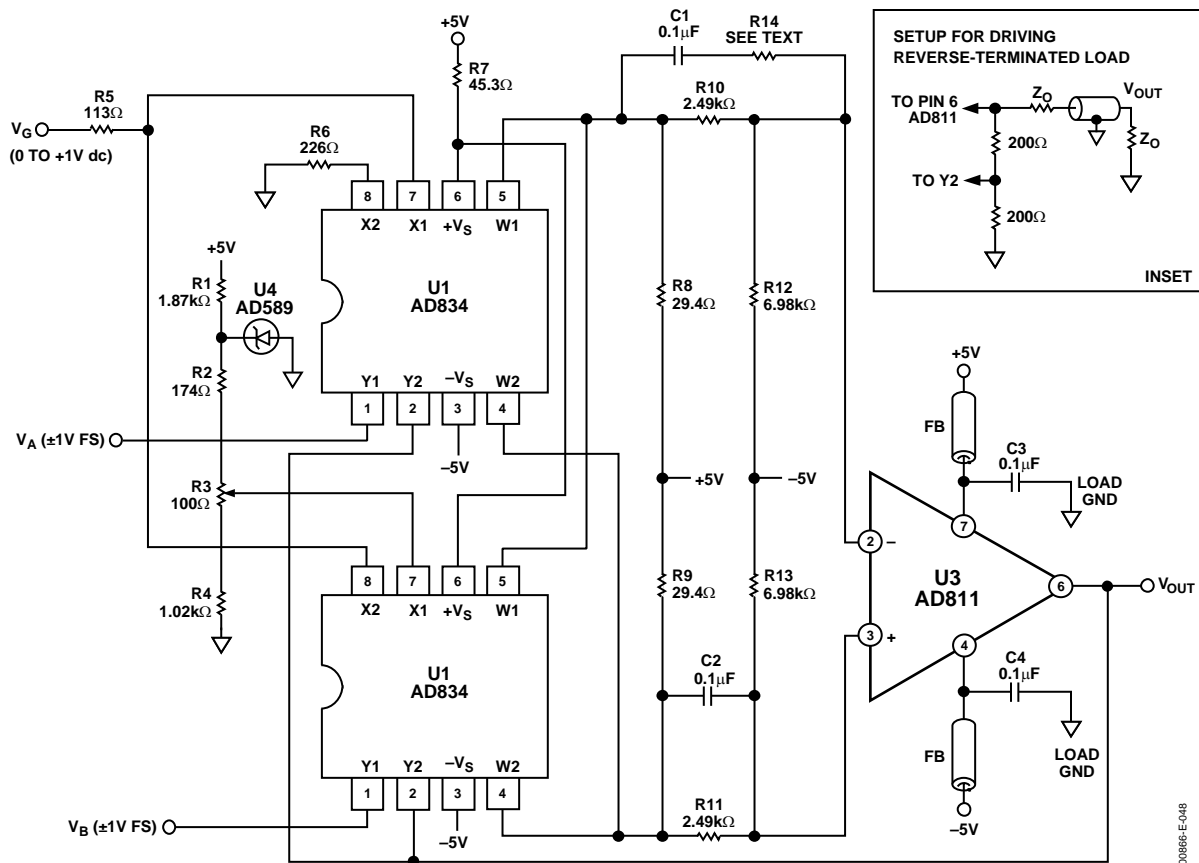 +5V
R7
45.3Ω
C1
0.1µF
R14
SEE TEXT
R10
2.49kΩ
R5
113Ω
V_G
(0 TO +1V dc)
R6
226Ω
8
7
6
5
X2
X1
+V_S
W1
U1
AD834
+5V
R1
1.87kΩ
U4
AD589
R2
174Ω
R3
100Ω
R4
1.02kΩ
Y1
Y2
–V_S
W2
1
2
3
4
V_A (±1V FS)
–5V
R8
29.4Ω
R12
6.98kΩ
+5V
–5V
R9
29.4Ω
R13
6.98kΩ
C2
0.1µF
8
7
6
5
X2
X1
+V_S
W1
U1
AD834
Y1
Y2
–V_S
W2
1
2
3
4
V_B (±1V FS)
–5V
R11
2.49kΩ
SETUP FOR DRIVING
REVERSE-TERMINATED LOAD
TO PIN 6
AD811
Z_O
V_OUT
200Ω
Z_O
TO Y2
200Ω
INSET
+5V
FB
C3
0.1µF
LOAD
GND
7
2
–
U3
AD811
6
V_OUT
3
+
4
C4
0.1µF
FB
LOAD
GND
–5V
00866-E-048